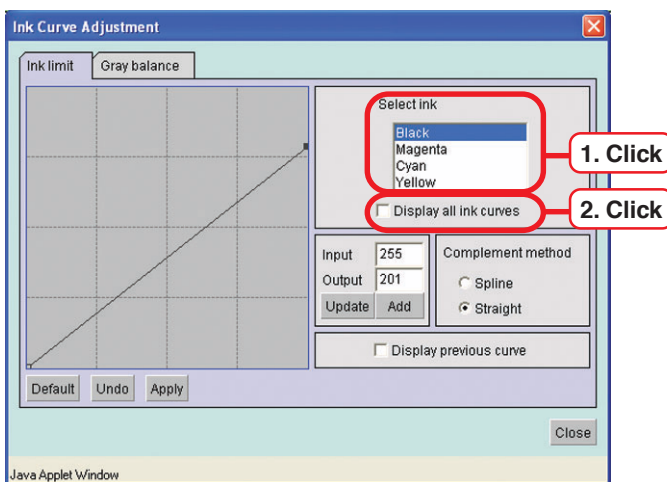 Ink Curve Adjustment
Ink limit
Gray balance
Select ink
Black
Magenta
Cyan
Yellow
1. Click
Display all ink curves
2. Click
Input 255
Output 201
Update Add
Complement method
Spline
Straight
Display previous curve
Default Undo Apply
Close
Java Applet Window